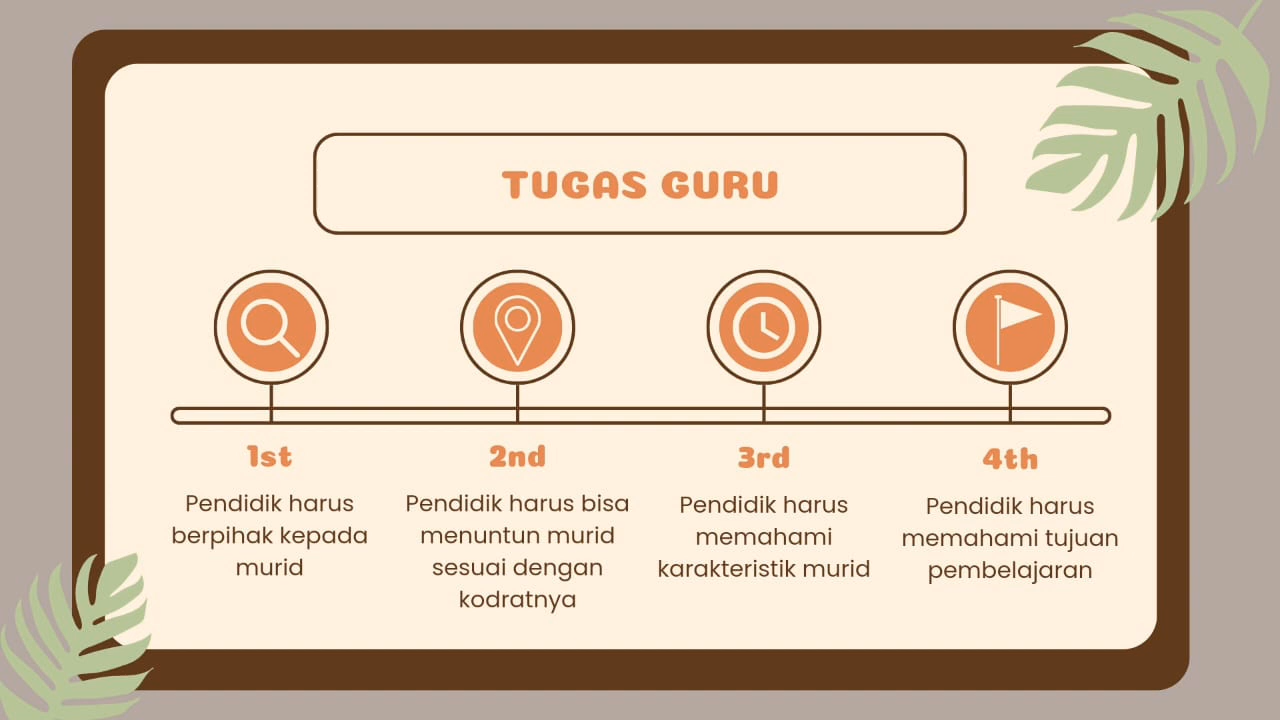 TUGAS GURU
1st
Pendidik harus
berpihak kepada
murid
2nd
Pendidik harus bisa
menuntun murid
sesuai dengan
kodratnya
3rd
Pendidik harus
memahami
karakteristik murid
4th
Pendidik harus
memahami tujuan
pembelajaran